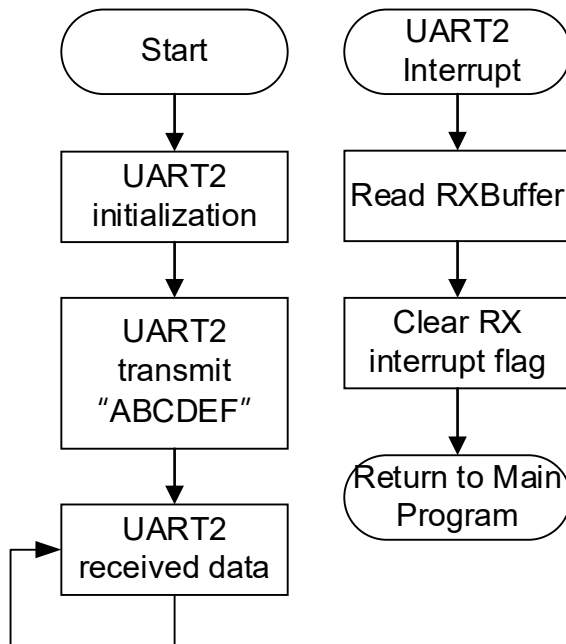 Start
UART2
initialization
UART2
transmit
“ABCDEF”
UART2
received data
UART2
Interrupt
Read RXBuffer
Clear RX
interrupt flag
Return to Main
Program